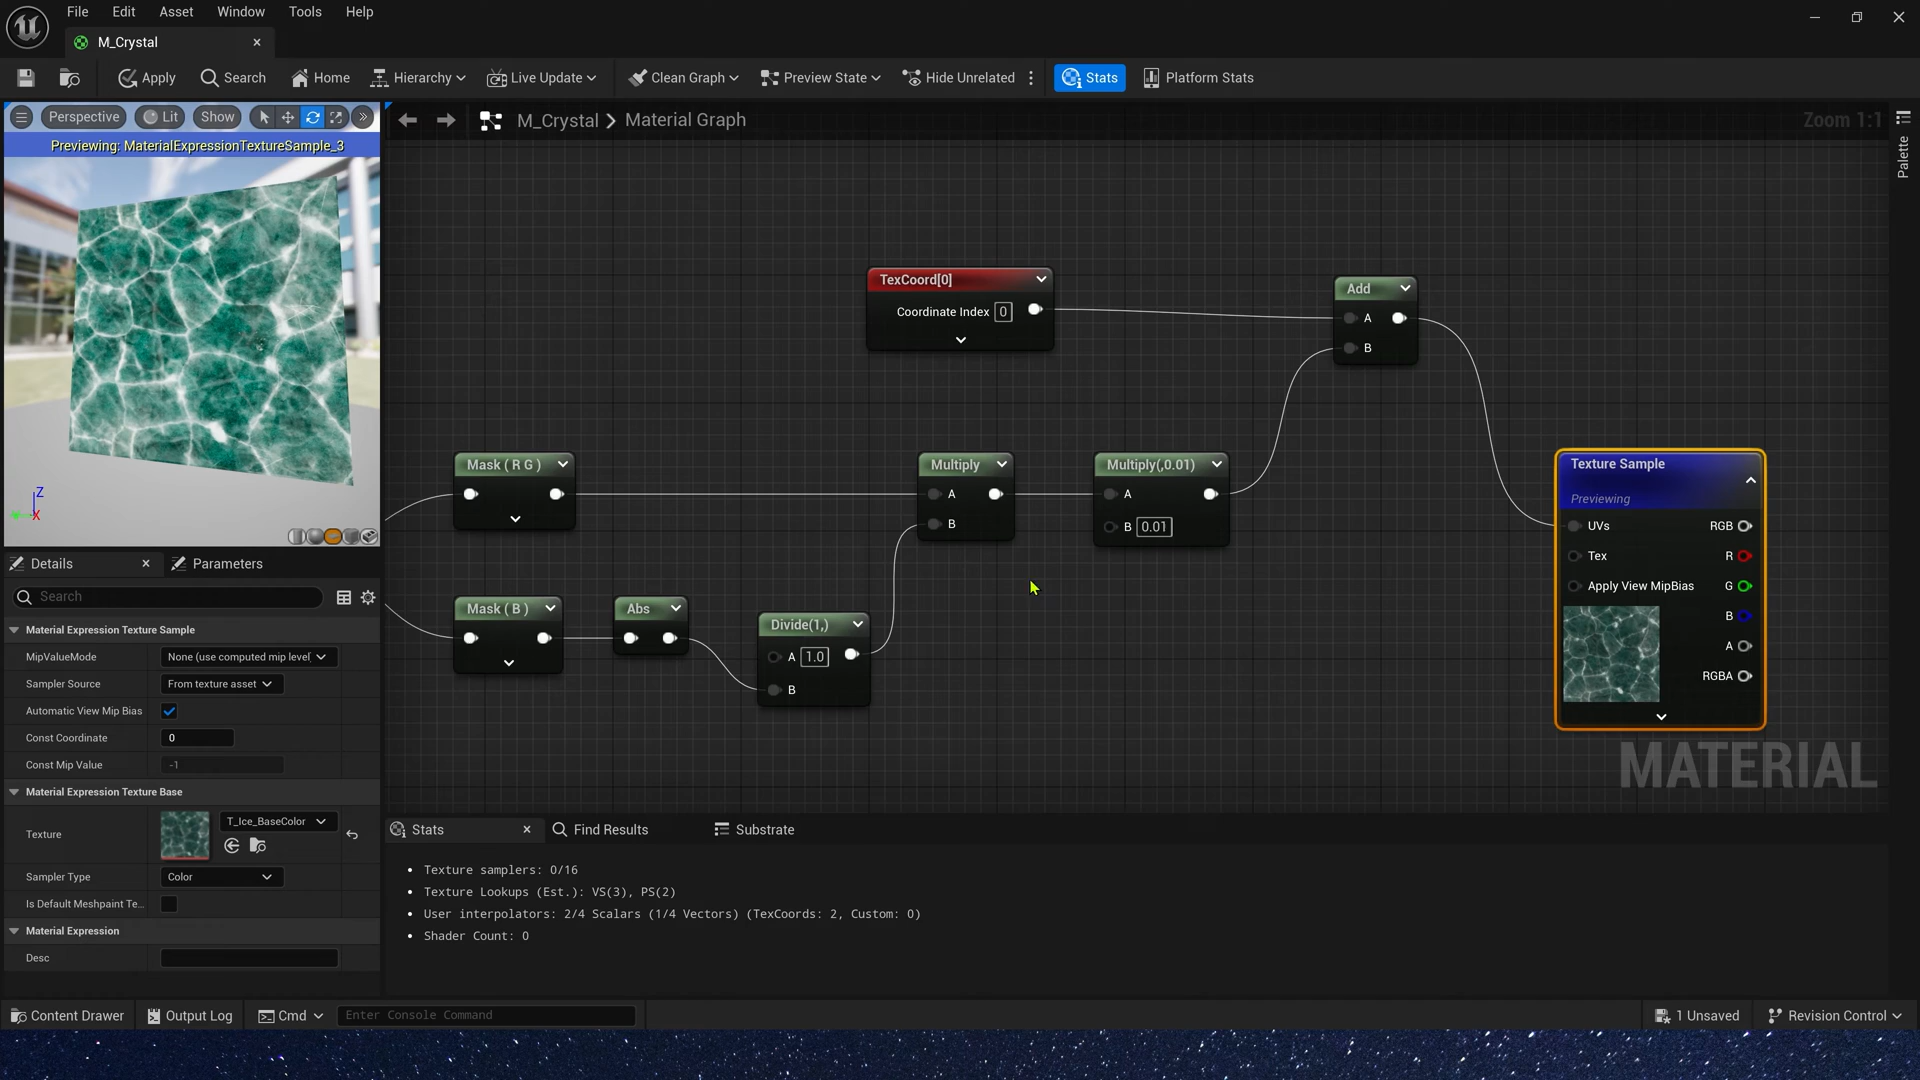 File Edit Asset Window Tools Help
M_Crystal
Apply Search Home Hierarchy Live Update Clean Graph Preview State Hide Unrelated Stats Platform Stats
Perspective Lit Show
Previewing: MaterialExpressionTextureSample_3
Z
X
M_Crystal > Material Graph
Zoom 1:1
Palette
TexCoord[0]
Coordinate Index 0
Add
A
B
Mask ( R G )
Multiply
A
B
Multiply(,0.01)
A
B 0.01
Mask ( B )
Abs
Divide(1,)
A 1.0
B
Texture Sample
Previewing
UVs RGB
Tex R
Apply View MipBias G
B
A
RGBA
MATERIAL
Details Parameters
Search
Material Expression Texture Sample
MipValueMode None (use computed mip level)
Sampler Source From texture asset
Automatic View Mip Bias
Const Coordinate 0
Const Mip Value -1
Material Expression Texture Base
Texture T_Ice_BaseColor
Sampler Type Color
Is Default Meshpaint Te...
Material Expression
Desc
Stats Find Results Substrate
• Texture samplers: 0/16
• Texture Lookups (Est.): VS(3), PS(2)
• User interpolators: 2/4 Scalars (1/4 Vectors) (TexCoords: 2, Custom: 0)
• Shader Count: 0
Content Drawer Output Log Cmd Enter Console Command 1 Unsaved Revision Control